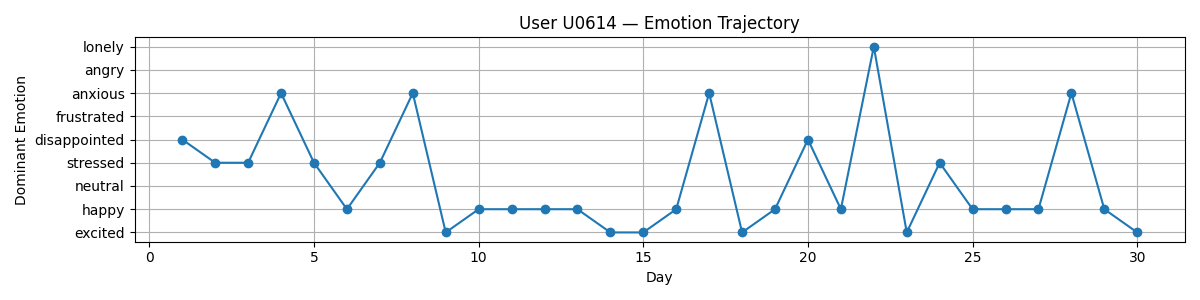 User U0614 — Emotion Trajectory
Dominant Emotion
lonely
angry
anxious
frustrated
disappointed
stressed
neutral
happy
excited
0 5 10 15 20 25 30
Day